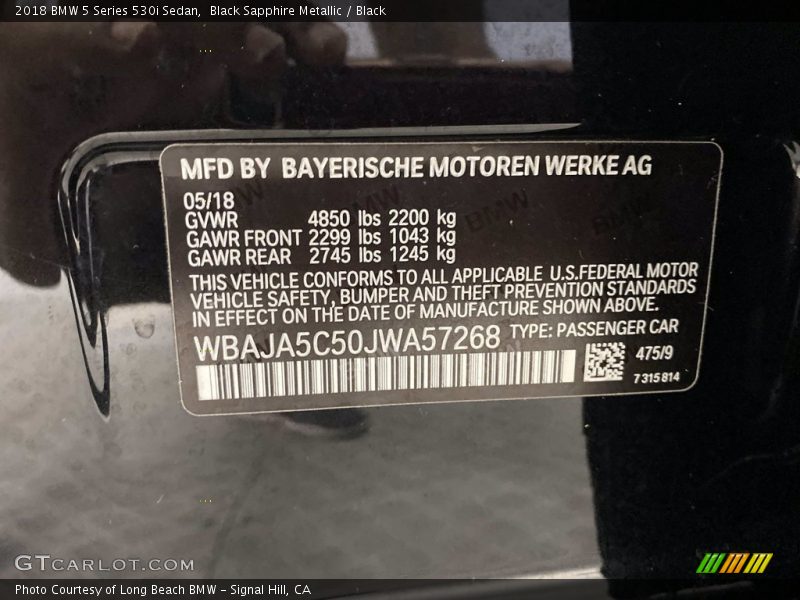 2018 BMW 5 Series 530i Sedan,  Black Sapphire Metallic / Black
MFD BY BAYERISCHE MOTOREN WERKE AG
05/18
GVWR 4850 lbs 2200 kg
GAWR FRONT 2299 lbs 1043 kg
GAWR REAR 2745 lbs 1245 kg
THIS VEHICLE CONFORMS TO ALL APPLICABLE U.S.FEDERAL MOTOR
VEHICLE SAFETY, BUMPER AND THEFT PREVENTION STANDARDS
IN EFFECT ON THE DATE OF MANUFACTURE SHOWN ABOVE.
WBAJA5C50JWA57268 TYPE: PASSENGER CAR
475/9
7 315 814
GTCARLOT.COM
Photo Courtesy of Long Beach BMW - Signal Hill, CA